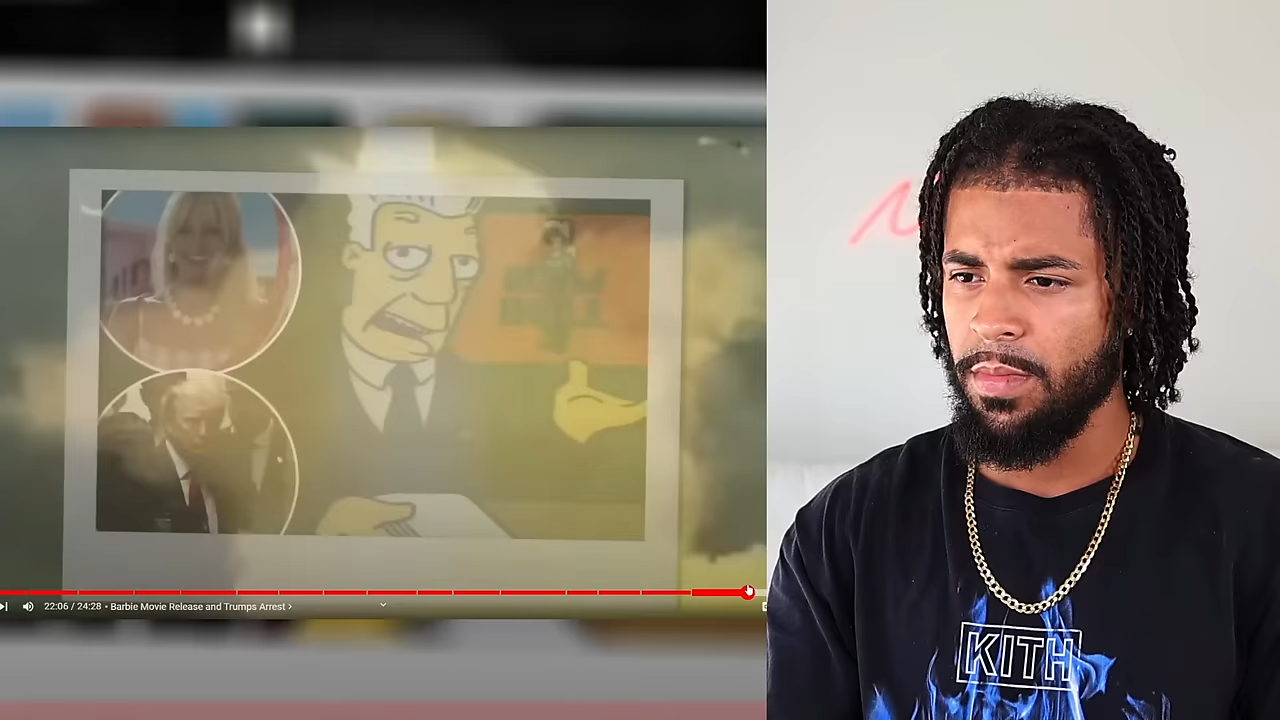 22:06 / 24:28 • Barbie Movie Release and Trumps Arrest ›
KITH